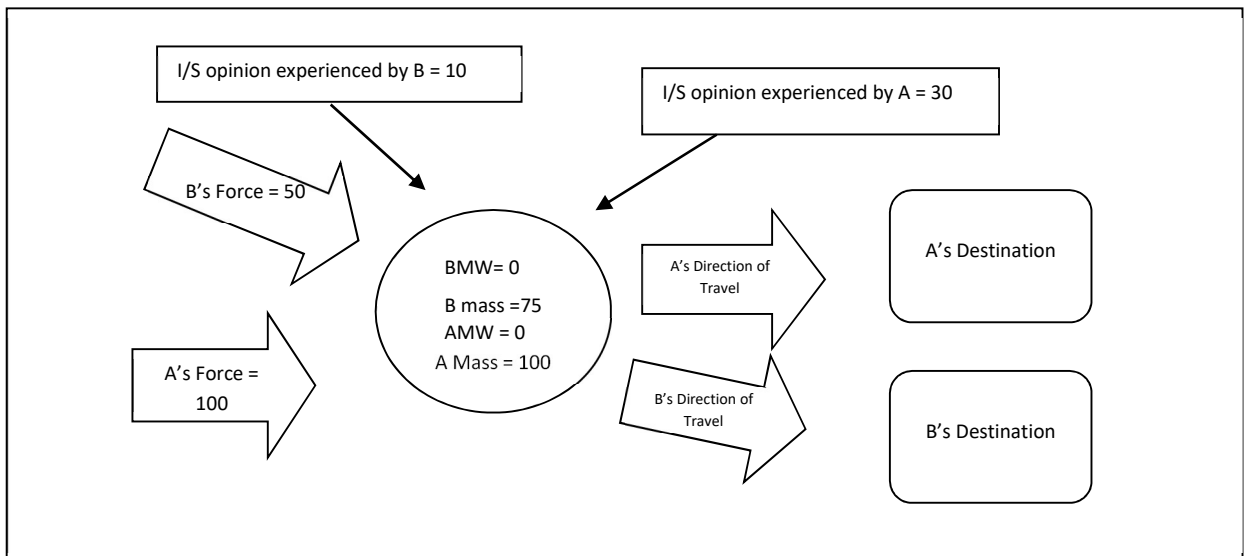 I/S opinion experienced by B = 10
I/S opinion experienced by A = 30
B’s Force = 50
A’s Force =
100
BMW= 0
B mass =75
AMW = 0
A Mass = 100
A’s Direction of
Travel
B’s Direction of
Travel
A’s Destination
B’s Destination